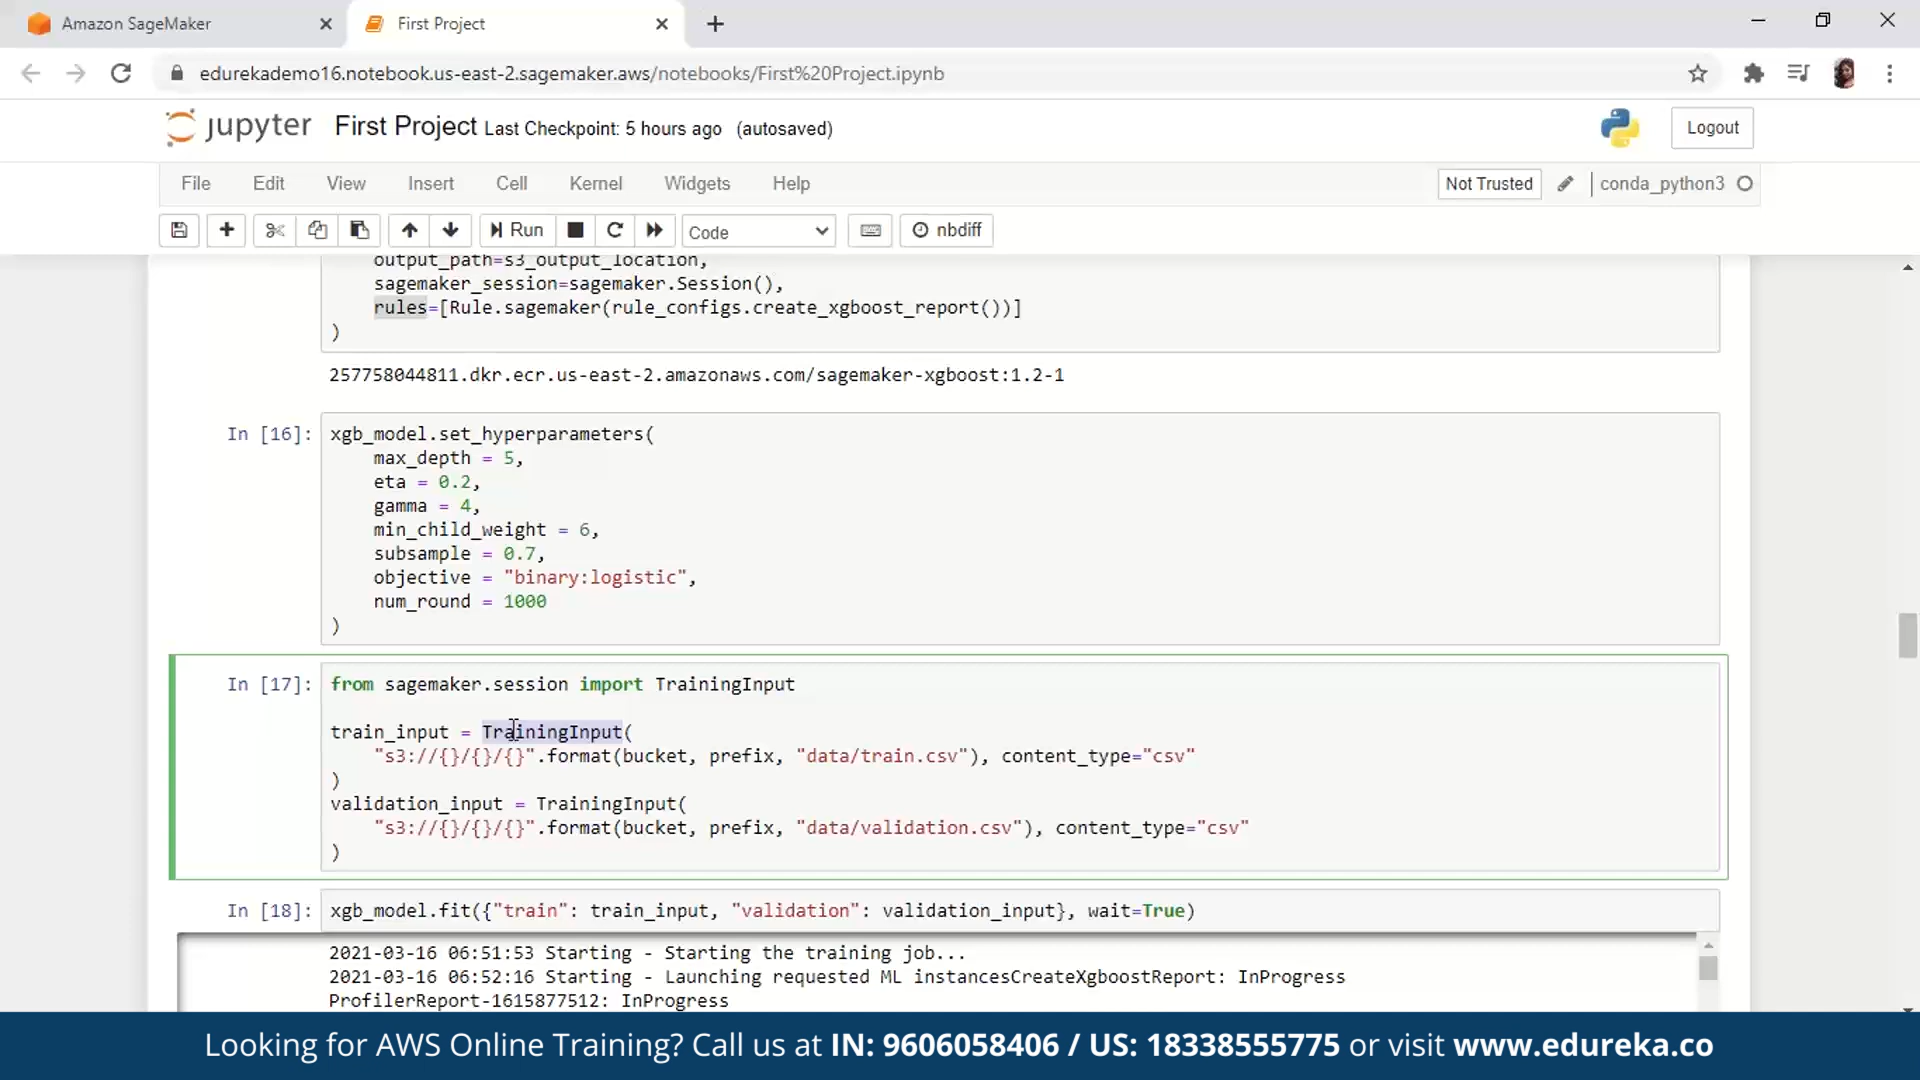 Amazon SageMaker
First Project
edurekademo16.notebook.us-east-2.sagemaker.aws/notebooks/First%20Project.ipynb
jupyter First Project Last Checkpoint: 5 hours ago (autosaved)
Logout
File Edit View Insert Cell Kernel Widgets Help
Not Trusted conda_python3
Run Code nbdiff
output_path=s3_output_location,
sagemaker_session=sagemaker.Session(),
rules=[Rule.sagemaker(rule_configs.create_xgboost_report())]
)
257758044811.dkr.ecr.us-east-2.amazonaws.com/sagemaker-xgboost:1.2-1
In [16]: xgb_model.set_hyperparameters(
max_depth = 5,
eta = 0.2,
gamma = 4,
min_child_weight = 6,
subsample = 0.7,
objective = "binary:logistic",
num_round = 1000
)
In [17]: from sagemaker.session import TrainingInput
train_input = TrainingInput(
"s3://{}/{}/{}".format(bucket, prefix, "data/train.csv"), content_type="csv"
)
validation_input = TrainingInput(
"s3://{}/{}/{}".format(bucket, prefix, "data/validation.csv"), content_type="csv"
)
In [18]: xgb_model.fit({"train": train_input, "validation": validation_input}, wait=True)
2021-03-16 06:51:53 Starting - Starting the training job...
2021-03-16 06:52:16 Starting - Launching requested ML instancesCreateXgboostReport: InProgress
ProfilerReport-1615877512: InProgress
Looking for AWS Online Training? Call us at IN: 9606058406 / US: 18338555775 or visit www.edureka.co